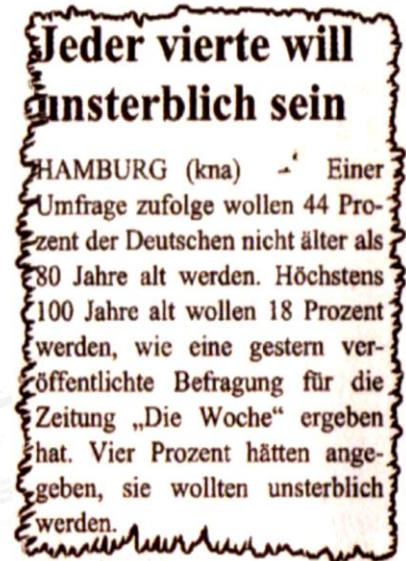 Jeder vierte will
unsterblich sein
HAMBURG (kna) - Einer
Umfrage zufolge wollen 44 Pro-
zent der Deutschen nicht älter als
80 Jahre alt werden. Höchstens
100 Jahre alt wollen 18 Prozent
werden, wie eine gestern ver-
öffentlichte Befragung für die
Zeitung „Die Woche“ ergeben
hat. Vier Prozent hätten ange-
geben, sie wollten unsterblich
werden.